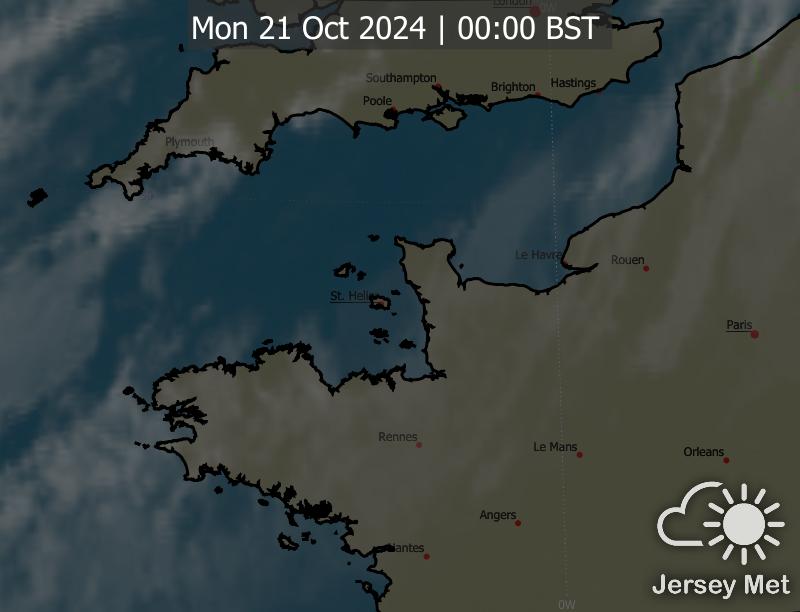 London
0W
Mon 21 Oct 2024 | 00:00 BST
Southampton
Brighton
Hastings
Poole
Plymouth
Le Havre
Rouen
St. Helier
Paris
Rennes
Le Mans
Orleans
Angers
Nantes
Jersey Met
0W